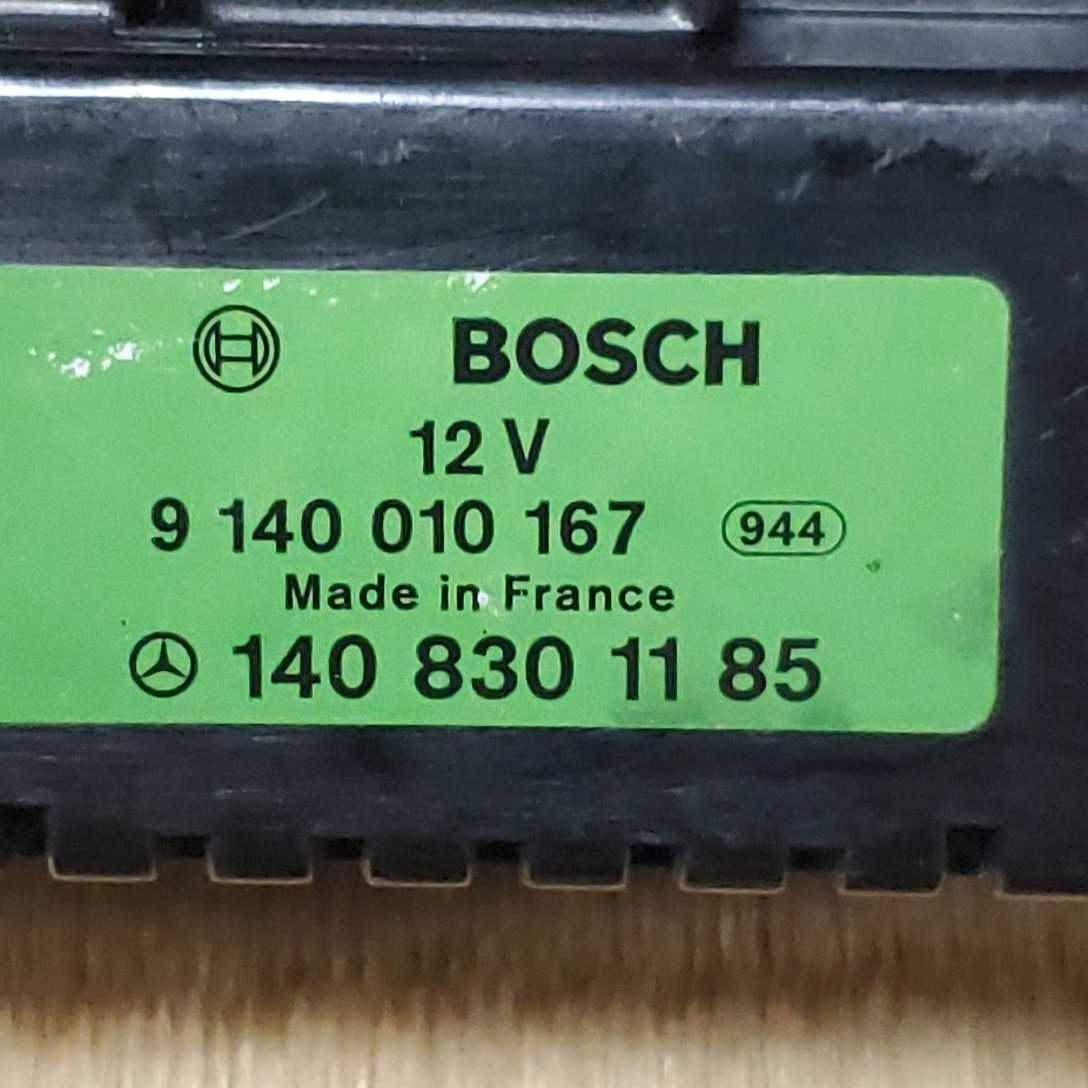 BOSCH
12 V
9 140 010 167 944
Made in France
140 830 11 85